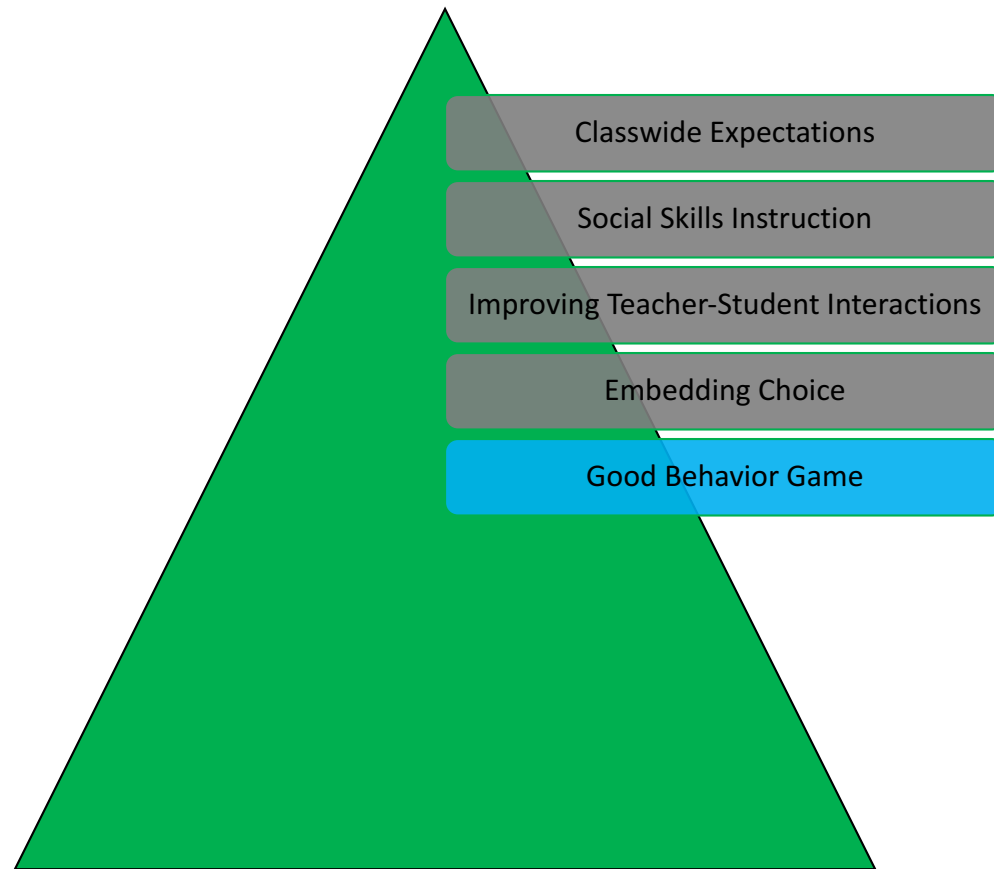 Classwide Expectations
Social Skills Instruction
Improving Teacher-Student Interactions
Embedding Choice
Good Behavior Game